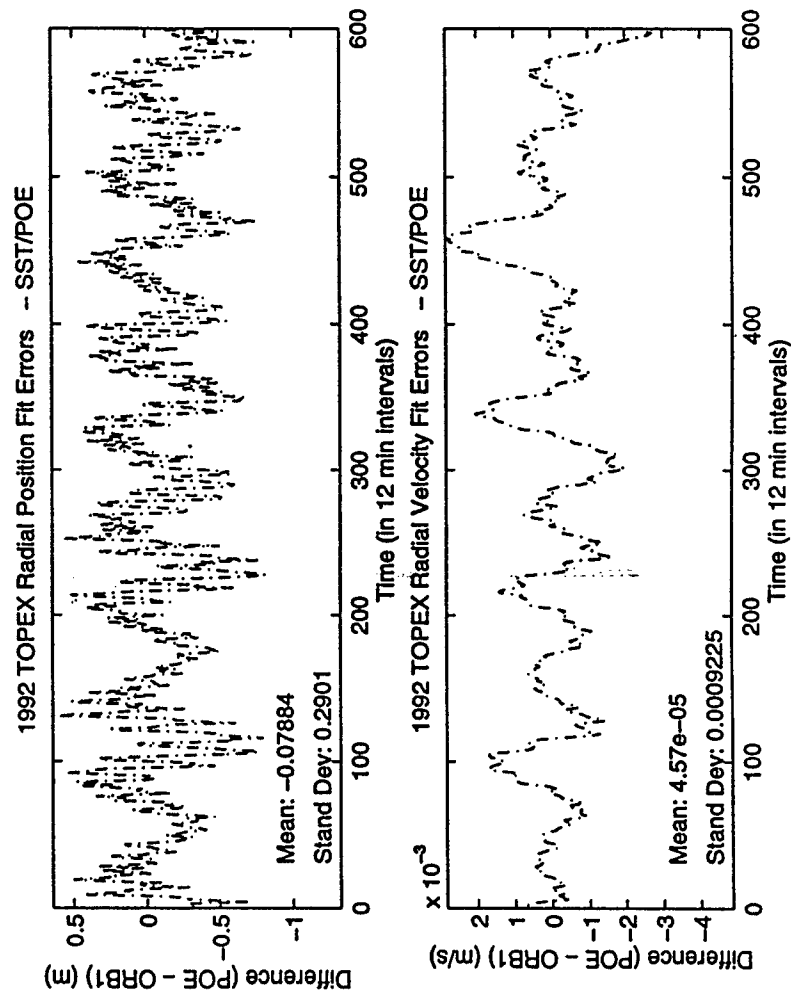 1992 TOPEX Radial Position Fit Errors – SST/POE
Difference (POE – ORB1) (m)
0.5
0
–0.5
–1
Mean: –0.07884
Stand Dey: 0.2901
0 100 200 300 400 500 600
Time (in 12 min intervals)
1992 TOPEX Radial Velocity Fit Errors – SST/POE
x 10⁻³
Difference (POE – ORB1) (m/s)
2
1
0
–1
–2
–3
–4
Mean: 4.57e–05
Stand Dey: 0.0009225
0 100 200 300 400 500 600
Time (in 12 min intervals)